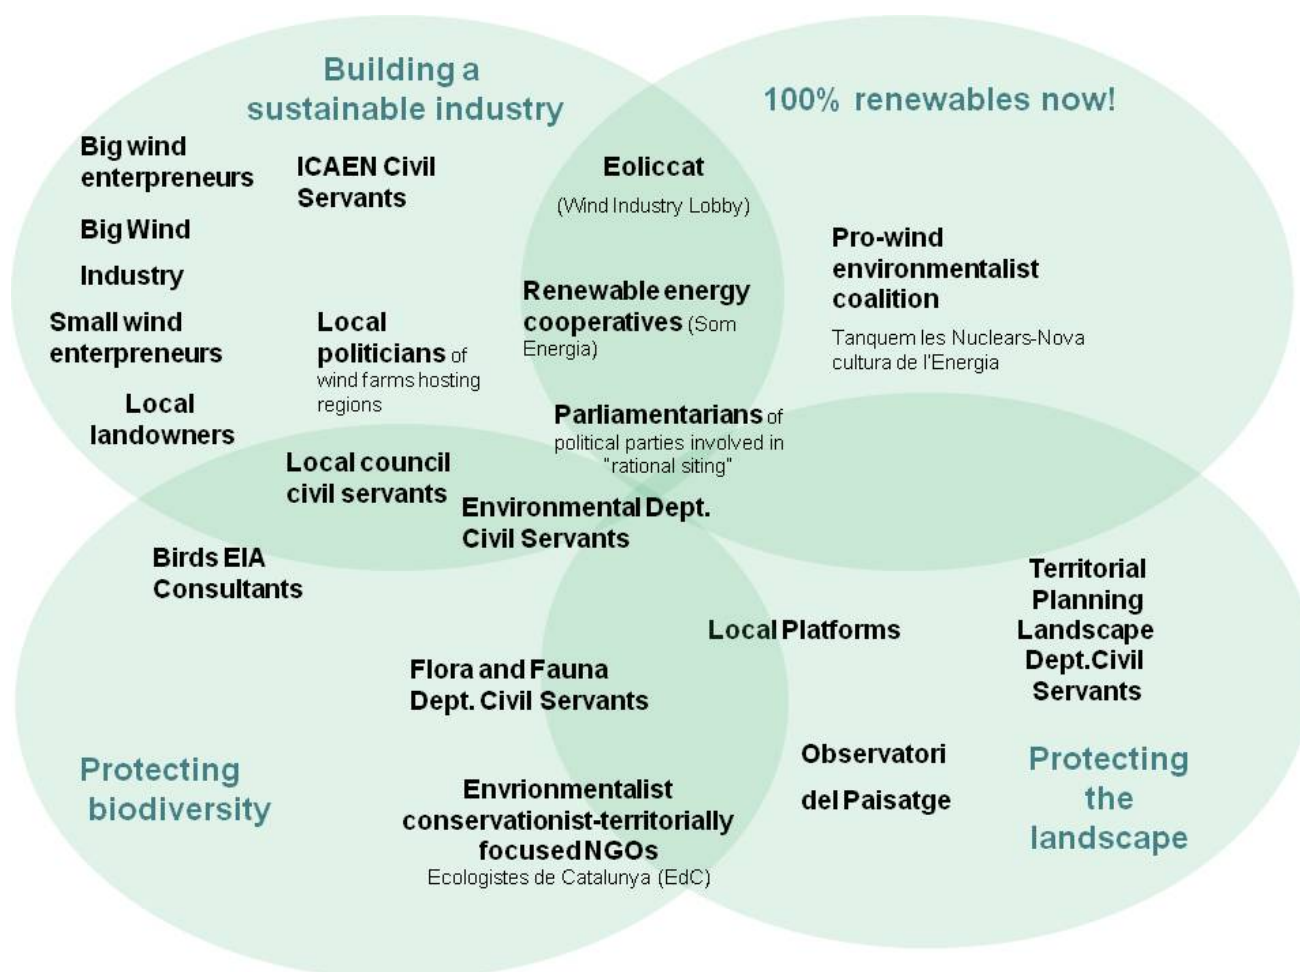 Building a
sustainable industry
100% renewables now!
Big wind
enterpreneurs
ICAEN Civil
Servants
Eoliccat
(Wind Industry Lobby)
Big Wind
Industry
Pro-wind
environmentalist
coalition
Tanquem les Nuclears-Nova
cultura de l'Energia
Renewable energy
cooperatives (Som
Energia)
Small wind
enterpreneurs
Local
politicians of
wind farms hosting
regions
Local
landowners
Parliamentarians of
political parties involved in
"rational siting"
Local council
civil servants
Environmental Dept.
Civil Servants
Birds EIA
Consultants
Territorial
Planning
Landscape
Dept.Civil
Servants
Local Platforms
Flora and Fauna
Dept. Civil Servants
Observatori
del Paisatge
Protecting
biodiversity
Envrionmentalist
conservationist-territorially
focused NGOs
Ecologistes de Catalunya (EdC)
Protecting
the
landscape